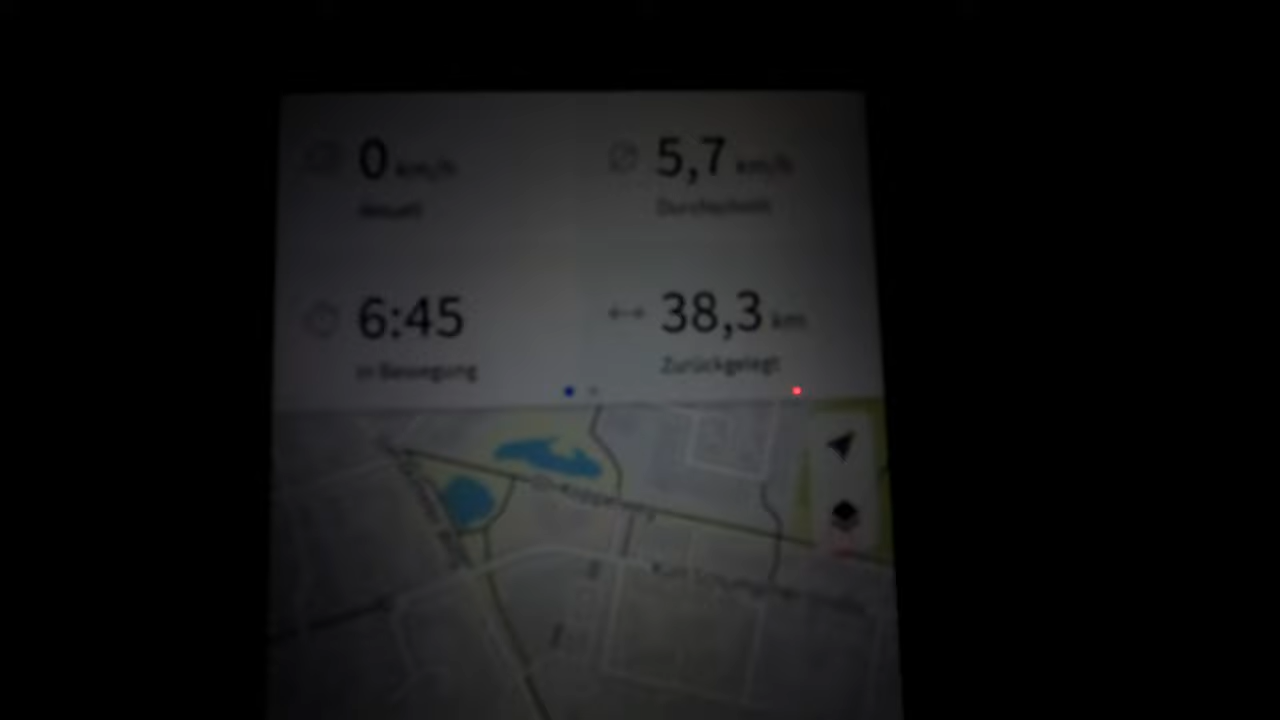 0 km/h
5,7 km/h
Aktuell
Durchschnitt
6:45
38,3 km
in Bewegung
Zurückgelegt